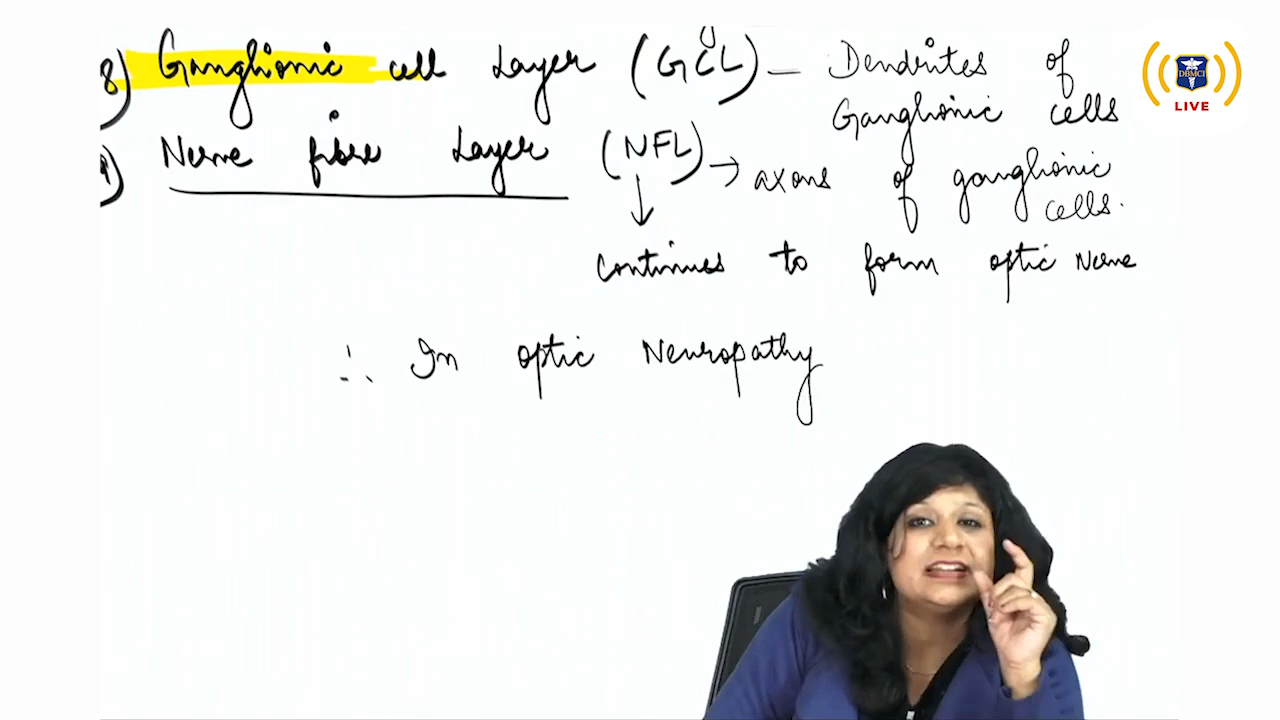 8) Ganglionic cell Layer (GCL) – Dendrites of
Ganglionic cells
9) Nerve fibre Layer (NFL) → axons of ganglionic
cells.
continues to form optic Nerve
∴ In optic Neuropathy
DBMCI
LIVE